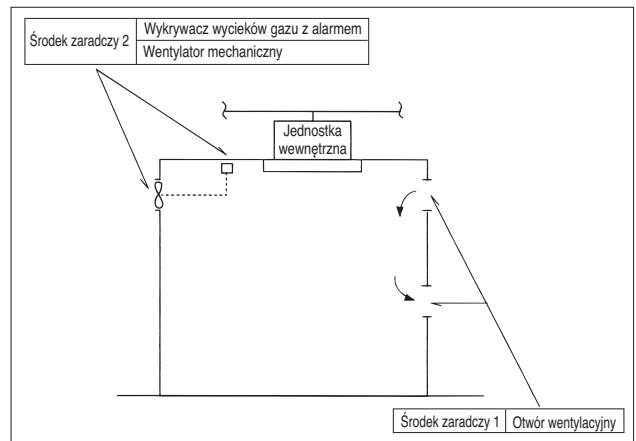 Środek zaradczy 2
Wykrywacz wycieków gazu z alarmem
Wentylator mechaniczny
Jednostka
wewnętrzna
Środek zaradczy 1
Otwór wentylacyjny